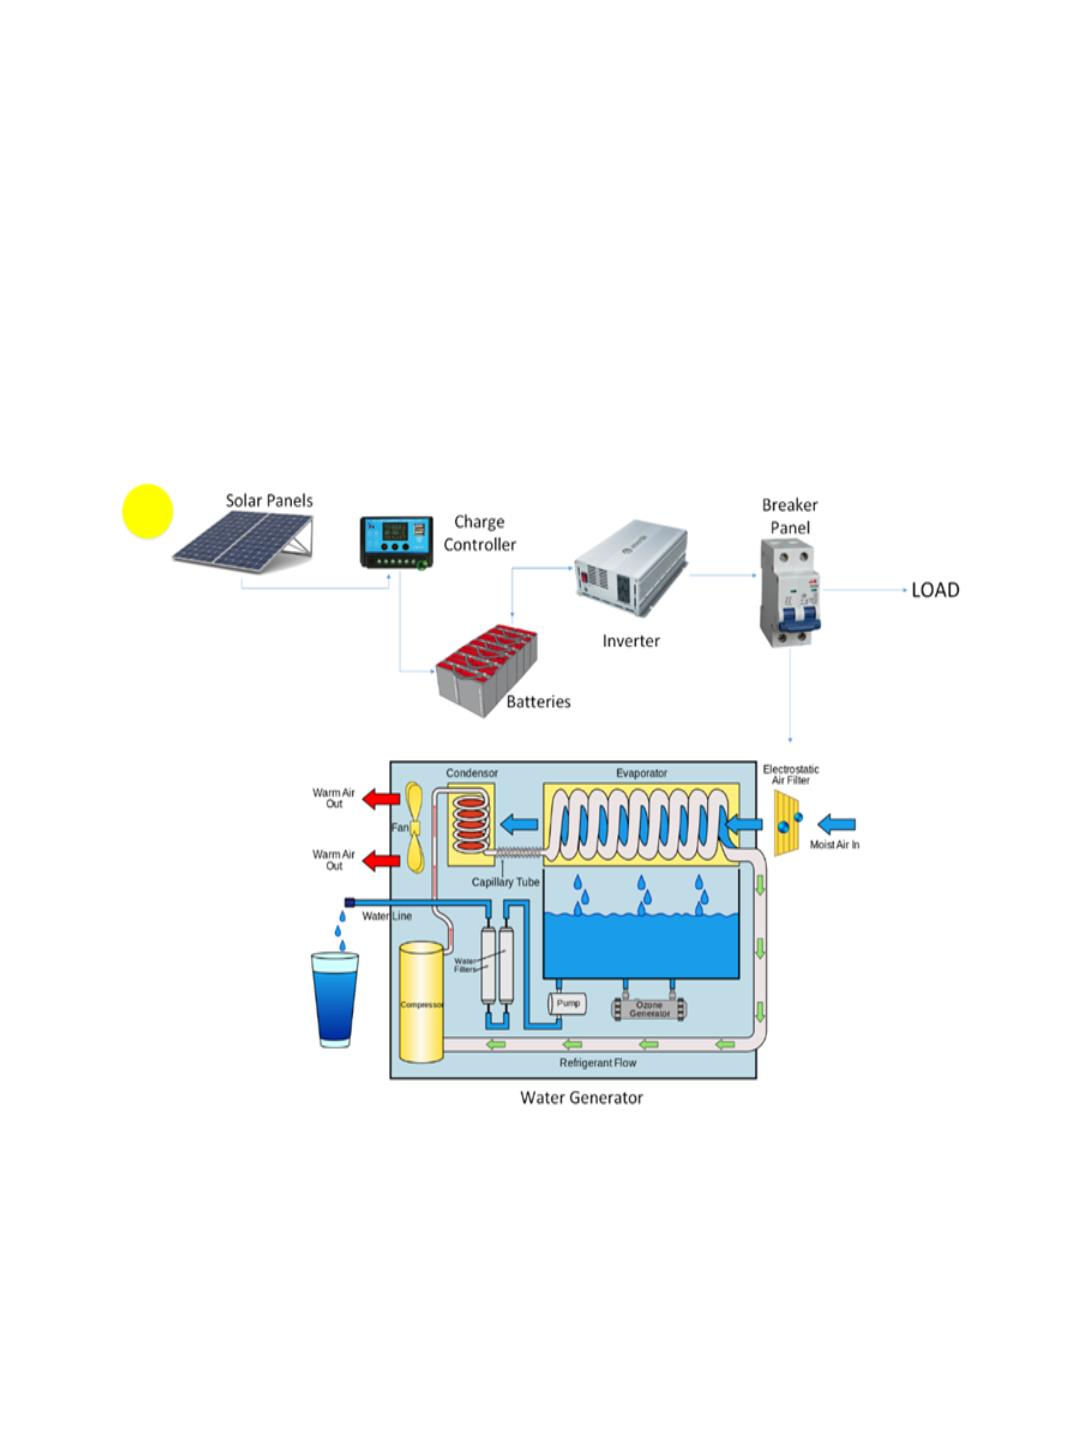 Solar Panels
Charge
Controller
Breaker
Panel
LOAD
Inverter
Batteries
Condensor
Evaporator
Electrostatic
Air Filter
Warm Air
Out
Fan
Moist Air In
Warm Air
Out
Capillary Tube
Water Line
Water
Filters
Compressor
Pump
Ozone
Generator
Refrigerant Flow
Water Generator